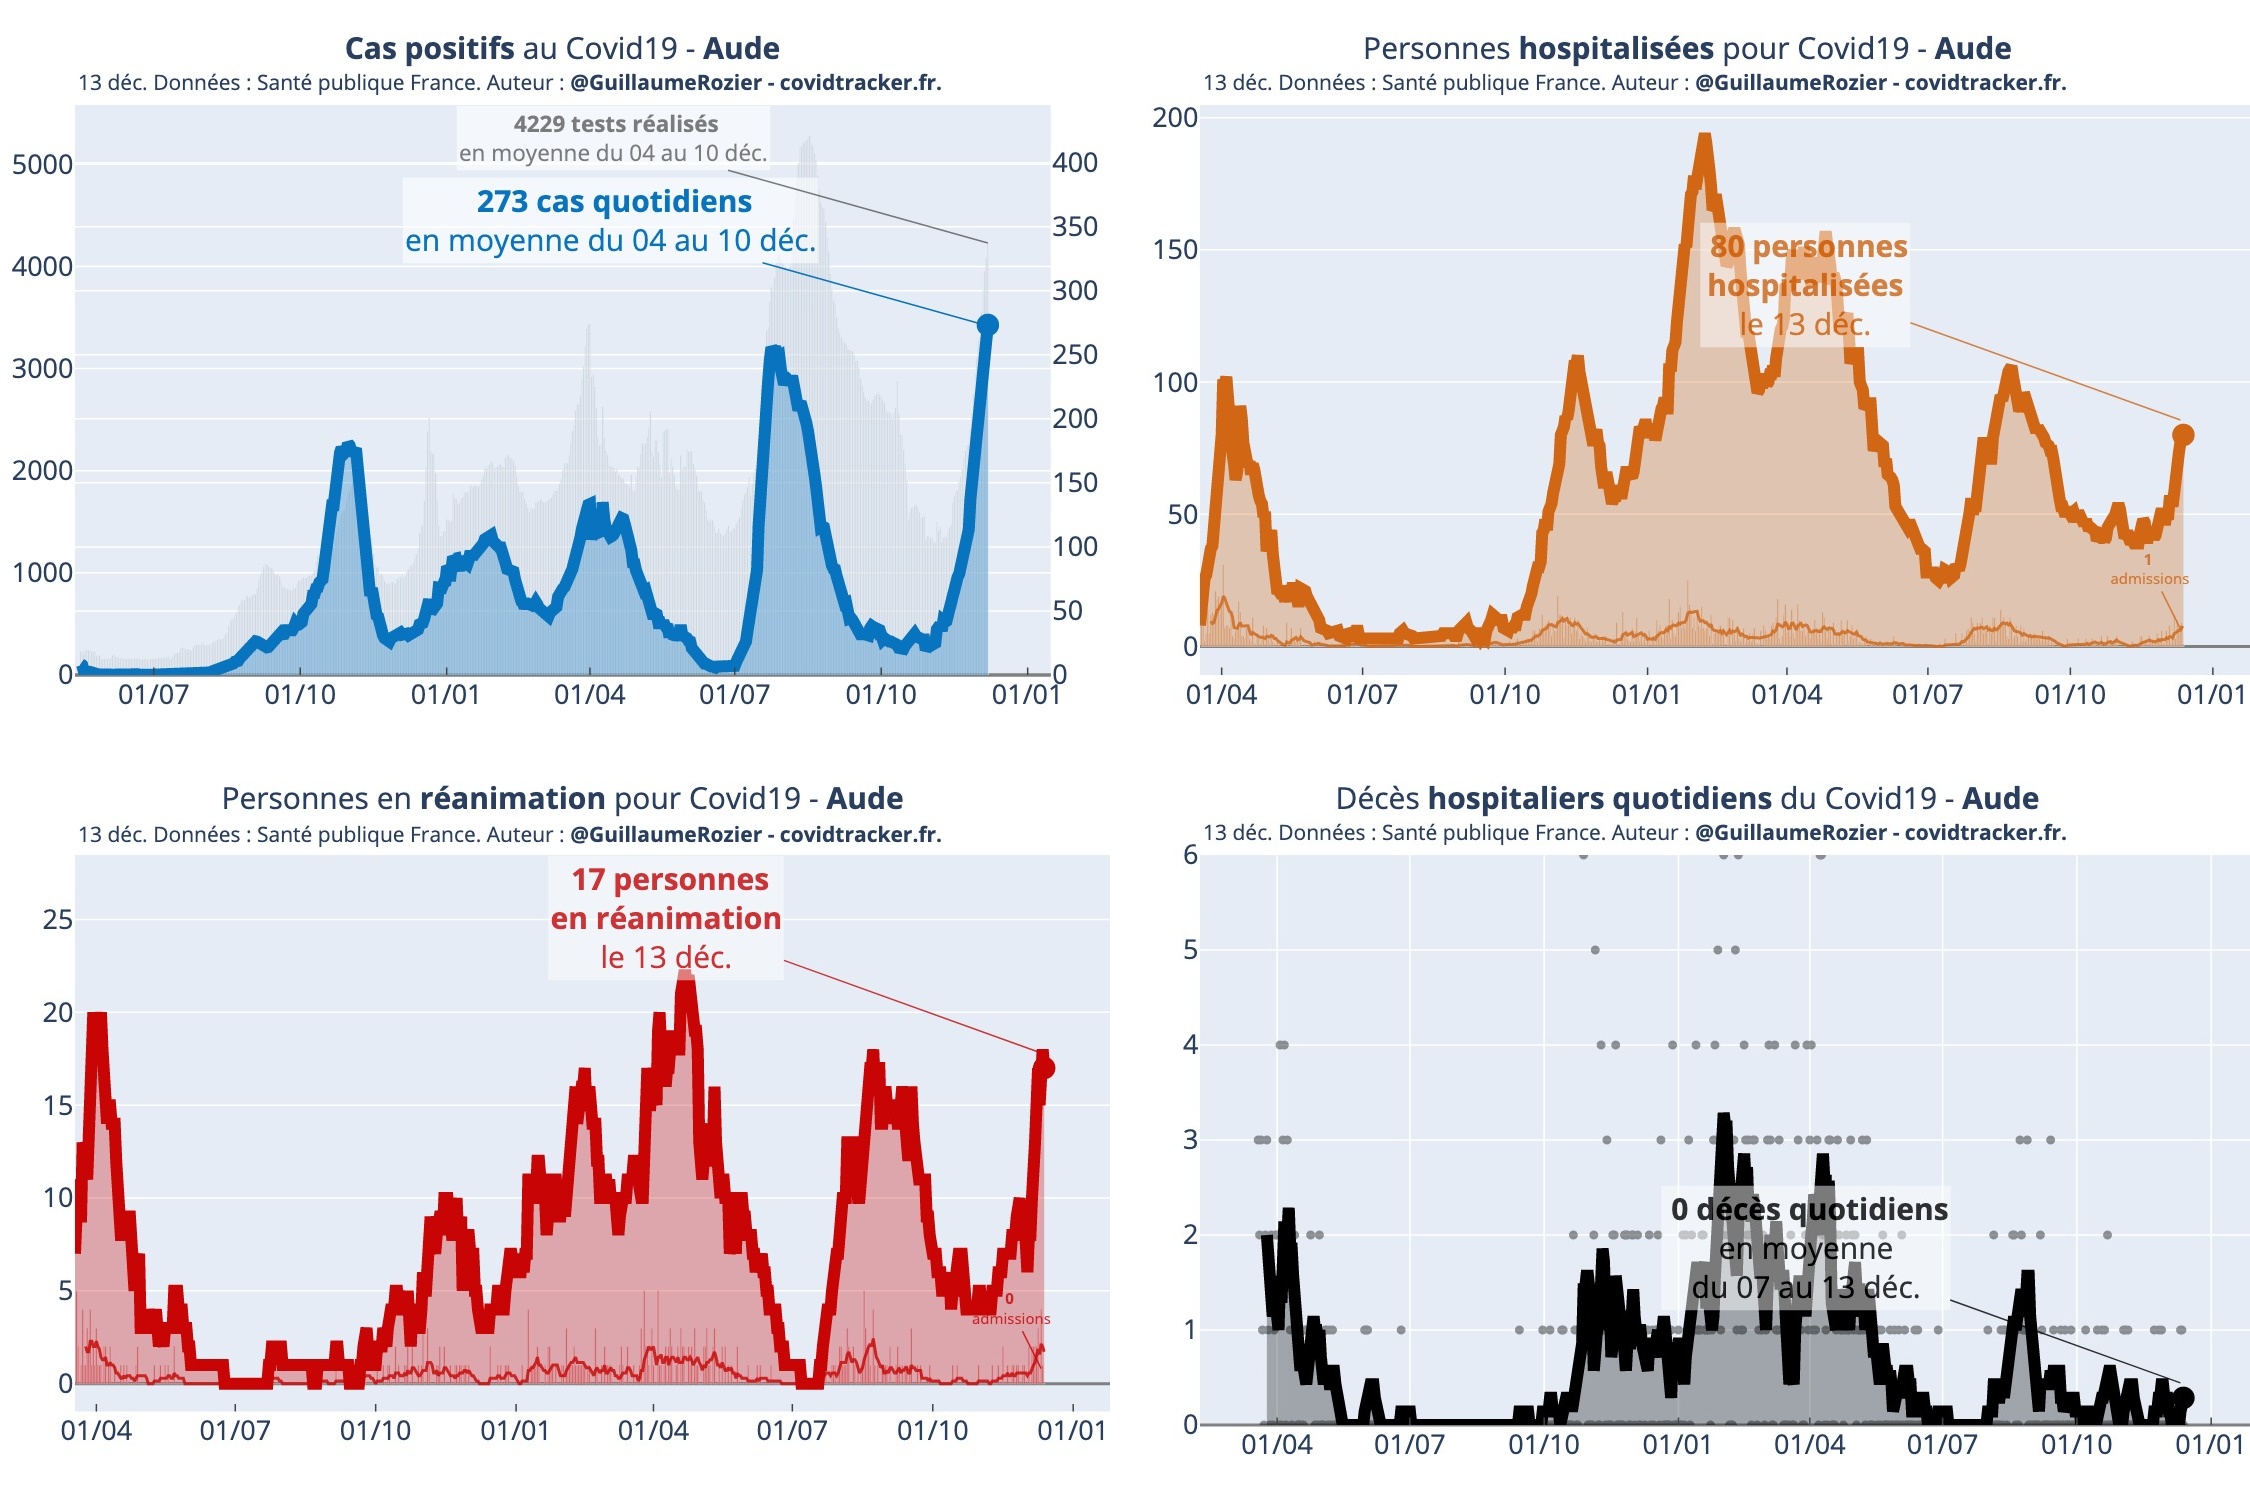 Cas positifs au Covid19 - Aude
13 déc. Données : Santé publique France. Auteur : @GuillaumeRozier - covidtracker.fr.
4229 tests réalisés
en moyenne du 04 au 10 déc.
273 cas quotidiens
en moyenne du 04 au 10 déc.
5000
4000
3000
2000
1000
0
400
350
300
250
200
150
100
50
0
01/07 01/10 01/01 01/04 01/07 01/10 01/01
Personnes hospitalisées pour Covid19 - Aude
13 déc. Données : Santé publique France. Auteur : @GuillaumeRozier - covidtracker.fr.
200
150
100
50
0
80 personnes
hospitalisées
le 13 déc.
1
admissions
01/04 01/07 01/10 01/01 01/04 01/07 01/10 01/01
Personnes en réanimation pour Covid19 - Aude
13 déc. Données : Santé publique France. Auteur : @GuillaumeRozier - covidtracker.fr.
17 personnes
en réanimation
le 13 déc.
25
20
15
10
5
0
0
admissions
01/04 01/07 01/10 01/01 01/04 01/07 01/10 01/01
Décès hospitaliers quotidiens du Covid19 - Aude
13 déc. Données : Santé publique France. Auteur : @GuillaumeRozier - covidtracker.fr.
6
5
4
3
2
1
0
0 décès quotidiens
en moyenne
du 07 au 13 déc.
01/04 01/07 01/10 01/01 01/04 01/07 01/10 01/01